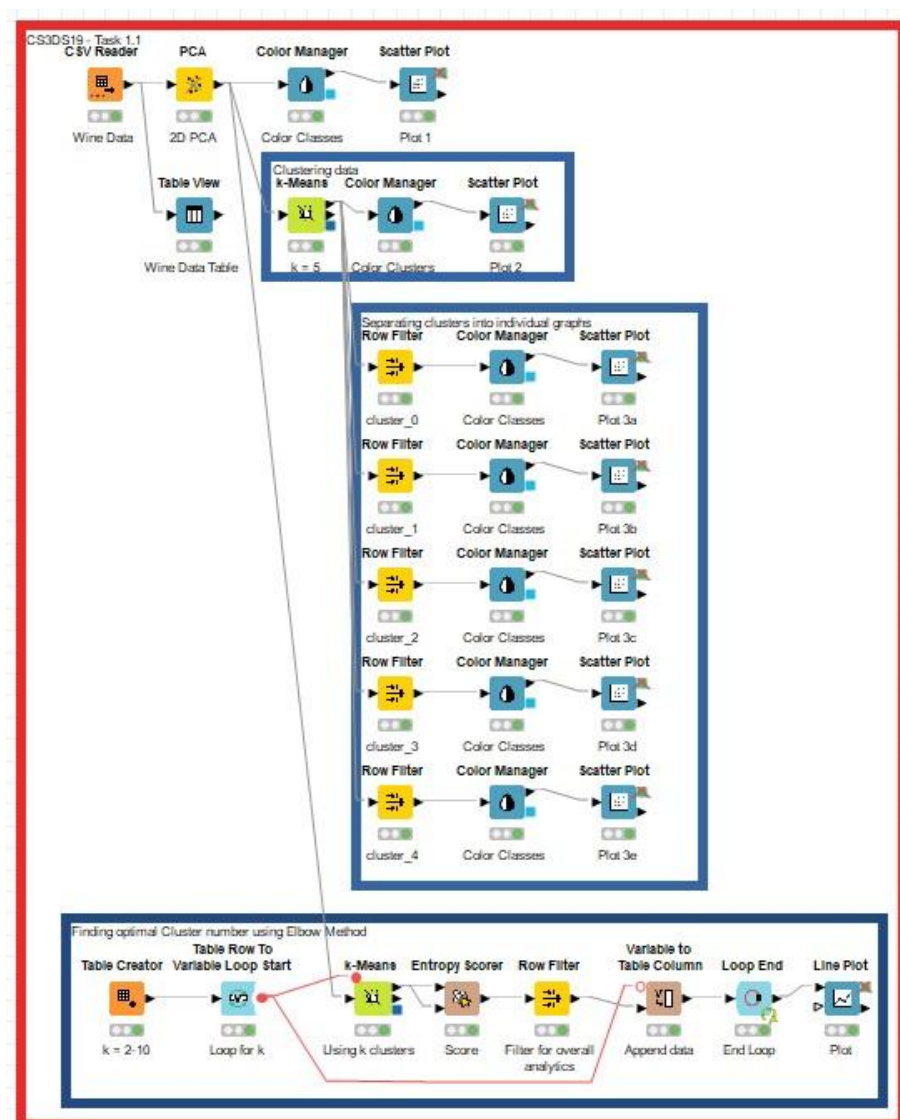 CS3DS19 - Task 1.1
CSV Reader PCA Color Manager Scatter Plot
Wine Data 2D PCA Color Classes Plot 1
Clustering data
Table View k-Means Color Manager Scatter Plot
Wine Data Table k = 5 Color Clusters Plot 2
Separating clusters into individual graphs
Row Filter Color Manager Scatter Plot
cluster_0 Color Classes Plot 3a
Row Filter Color Manager Scatter Plot
cluster_1 Color Classes Plot 3b
Row Filter Color Manager Scatter Plot
cluster_2 Color Classes Plot 3c
Row Filter Color Manager Scatter Plot
cluster_3 Color Classes Plot 3d
Row Filter Color Manager Scatter Plot
cluster_4 Color Classes Plot 3e
Finding optimal Cluster number using Elbow Method
Table Row To Variable to
Table Creator Variable Loop Start k-Means Entropy Scorer Row Filter Table Column Loop End Line Plot
k = 2-10 Loop for k Using k clusters Score Filter for overall Append data End Loop Plot
analytics